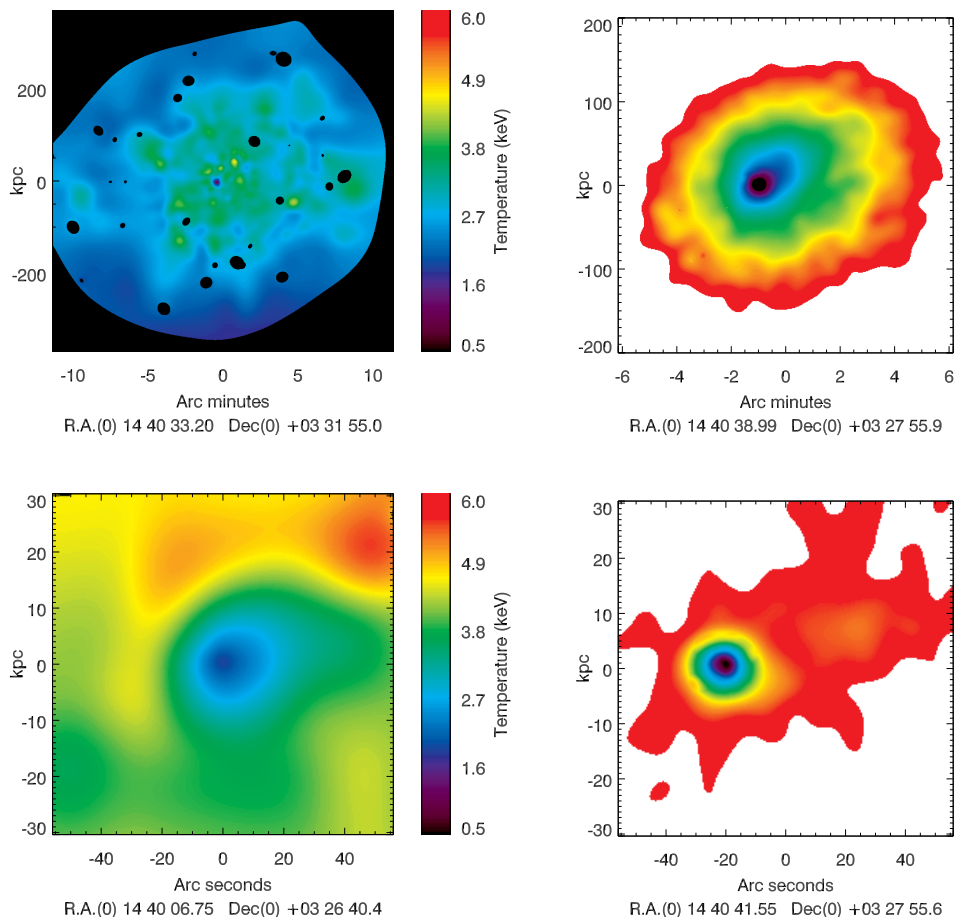 6.0
200
4.9
Temperature (keV)
3.8
kpc
0
2.7
-200
1.6
0.5
-10 -5 0 5 10
Arc minutes
R.A.(0) 14 40 33.20 Dec(0) +03 31 55.0
200
100
kpc
0
-100
-200
-6 -4 -2 0 2 4 6
Arc minutes
R.A.(0) 14 40 38.99 Dec(0) +03 27 55.9
30
6.0
20
4.9
Temperature (keV)
10
3.8
kpc
0
2.7
-10
1.6
-20
-30
0.5
-40 -20 0 20 40
Arc seconds
R.A.(0) 14 40 06.75 Dec(0) +03 26 40.4
30
20
10
kpc
0
-10
-20
-30
-40 -20 0 20 40
Arc seconds
R.A.(0) 14 40 41.55 Dec(0) +03 27 55.6